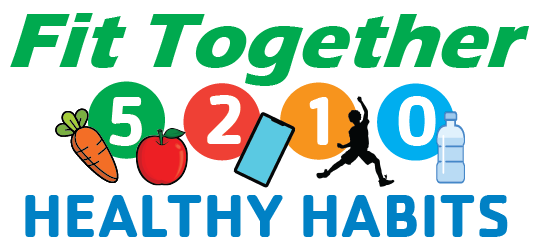 Fit Together
5 2 1 0
HEALTHY HABITS